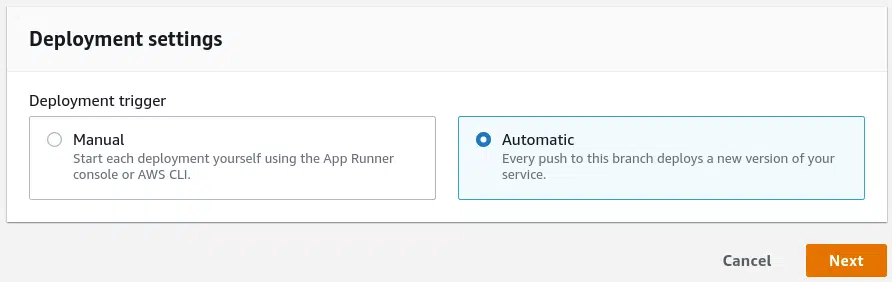 Deployment settings
Deployment trigger
Manual
Start each deployment yourself using the App Runner
console or AWS CLI.
Automatic
Every push to this branch deploys a new version of your
service.
Cancel
Next